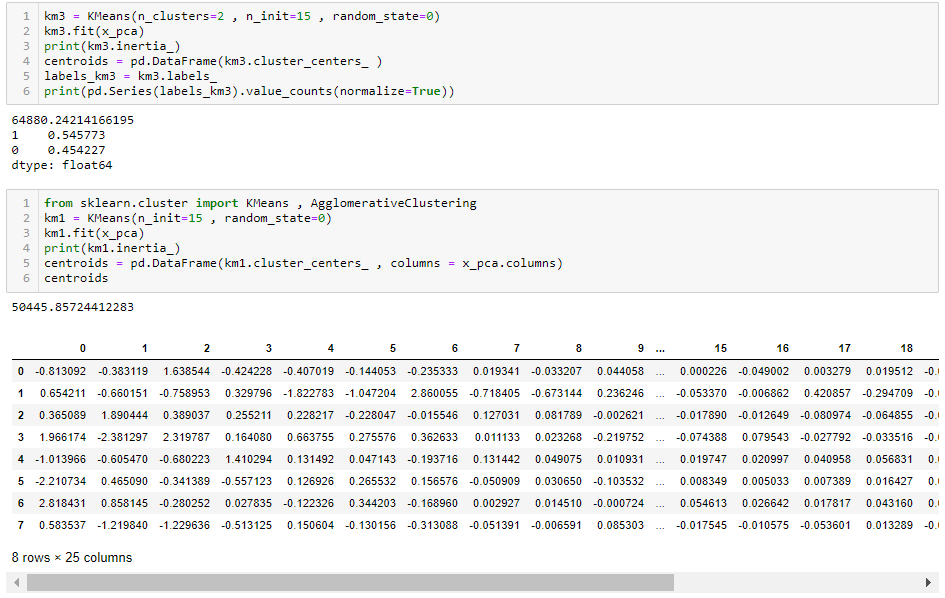 1 km3 = KMeans(n_clusters=2 , n_init=15 , random_state=0)
2 km3.fit(x_pca)
3 print(km3.inertia_)
4 centroids = pd.DataFrame(km3.cluster_centers_ )
5 labels_km3 = km3.labels_
6 print(pd.Series(labels_km3).value_counts(normalize=True))
64880.24214166195
1 0.545773
0 0.454227
dtype: float64
1 from sklearn.cluster import KMeans , AgglomerativeClustering
2 km1 = KMeans(n_init=15 , random_state=0)
3 km1.fit(x_pca)
4 print(km1.inertia_)
5 centroids = pd.DataFrame(km1.cluster_centers_ , columns = x_pca.columns)
6 centroids
50445.85724412283
0 1 2 3 4 5 6 7 8 9 ... 15 16 17 18
0 -0.813092 -0.383119 1.638544 -0.424228 -0.407019 -0.144053 -0.235333 0.019341 -0.033207 0.044058 ... 0.000226 -0.049002 0.003279 0.019512 -0.
1 0.654211 -0.660151 -0.758953 0.329796 -1.822783 -1.047204 2.860055 -0.718405 -0.673144 0.236246 ... -0.053370 -0.006862 0.420857 -0.294709 -0.
2 0.365089 1.890444 0.389037 0.255211 0.228217 -0.228047 -0.015546 0.127031 0.081789 -0.002621 ... -0.017890 -0.012649 -0.080974 -0.064855 -0.
3 1.966174 -2.381297 2.319787 0.164080 0.663755 0.275576 0.362633 0.011133 0.023268 -0.219752 ... -0.074388 0.079543 -0.027792 -0.033516 -0.
4 -1.013966 -0.605470 -0.680223 1.410294 0.131492 0.047143 -0.193716 0.131442 0.049075 0.010931 ... 0.019747 0.020997 0.040958 0.056831 0.
5 -2.210734 0.465090 -0.341389 -0.557123 0.126926 0.265532 0.156576 -0.050909 0.030650 -0.103532 ... 0.008349 0.005033 0.007389 0.016427 0.
6 2.818431 0.858145 -0.280252 0.027835 -0.122326 0.344203 -0.168960 0.002927 0.014510 -0.000724 ... 0.054613 0.026642 0.017817 0.043160 0.
7 0.583537 -1.219840 -1.229636 -0.513125 0.150604 -0.130156 -0.313088 -0.051391 -0.006591 0.085303 ... -0.017545 -0.010575 -0.053601 0.013289 -0.
8 rows × 25 columns